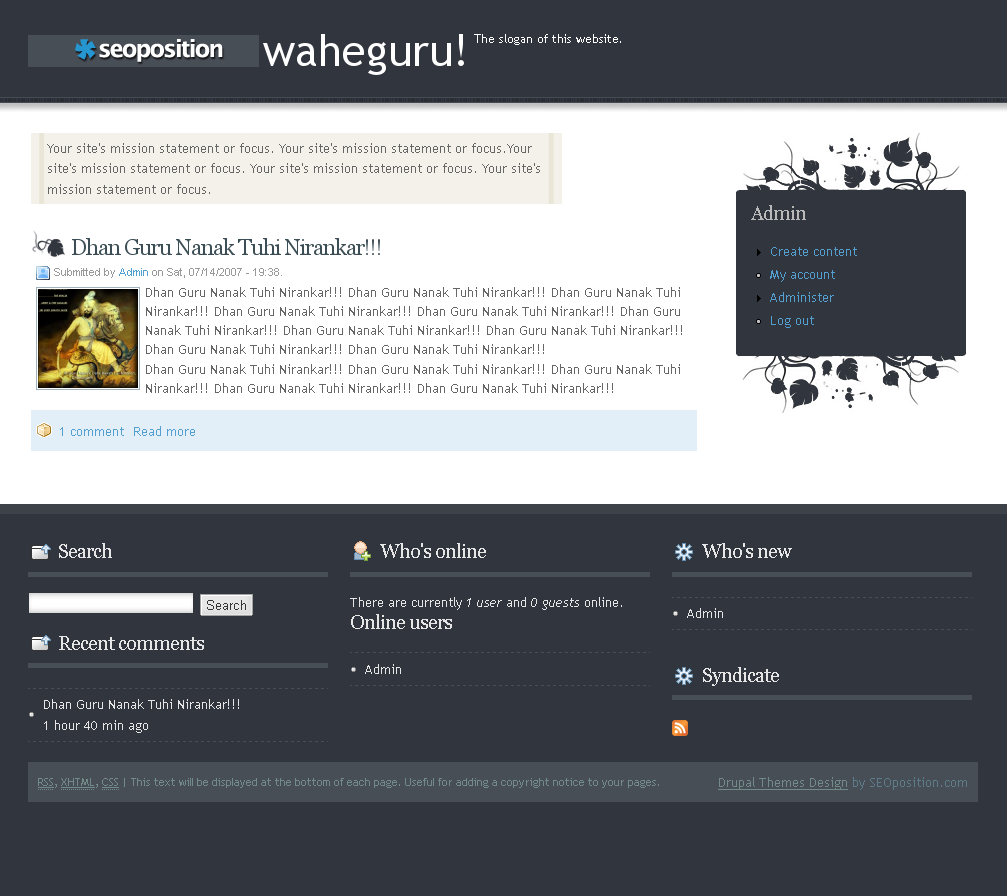 seoposition waheguru! The slogan of this website.
Your site's mission statement or focus. Your site's mission statement or focus.Your
site's mission statement or focus. Your site's mission statement or focus. Your site's
mission statement or focus.
Dhan Guru Nanak Tuhi Nirankar!!!
Submitted by Admin on Sat, 07/14/2007 - 19:38.
Dhan Guru Nanak Tuhi Nirankar!!! Dhan Guru Nanak Tuhi Nirankar!!! Dhan Guru Nanak Tuhi
Nirankar!!! Dhan Guru Nanak Tuhi Nirankar!!! Dhan Guru Nanak Tuhi Nirankar!!! Dhan Guru
Nanak Tuhi Nirankar!!! Dhan Guru Nanak Tuhi Nirankar!!! Dhan Guru Nanak Tuhi Nirankar!!!
Dhan Guru Nanak Tuhi Nirankar!!! Dhan Guru Nanak Tuhi Nirankar!!!
Dhan Guru Nanak Tuhi Nirankar!!! Dhan Guru Nanak Tuhi Nirankar!!! Dhan Guru Nanak Tuhi
Nirankar!!! Dhan Guru Nanak Tuhi Nirankar!!! Dhan Guru Nanak Tuhi Nirankar!!!
1 comment Read more
Admin
Create content
My account
Administer
Log out
Search
Search
Recent comments
Dhan Guru Nanak Tuhi Nirankar!!!
1 hour 40 min ago
Who's online
There are currently 1 user and 0 guests online.
Online users
Admin
Who's new
Admin
Syndicate
RSS, XHTML, CSS | This text will be displayed at the bottom of each page. Useful for adding a copyright notice to your pages.
Drupal Themes Design by SEOposition.com